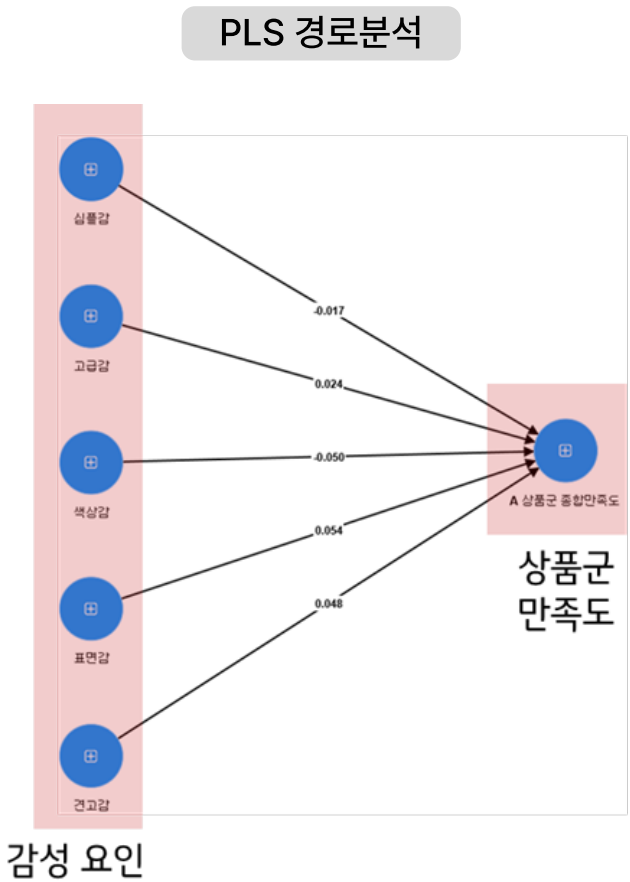 PLS 경로분석
심플감
-0.017
고급감
0.024
색상감
-0.050
A 상품군 종합만족도
0.054
상품군
만족도
표면감
0.048
견고감
감성 요인